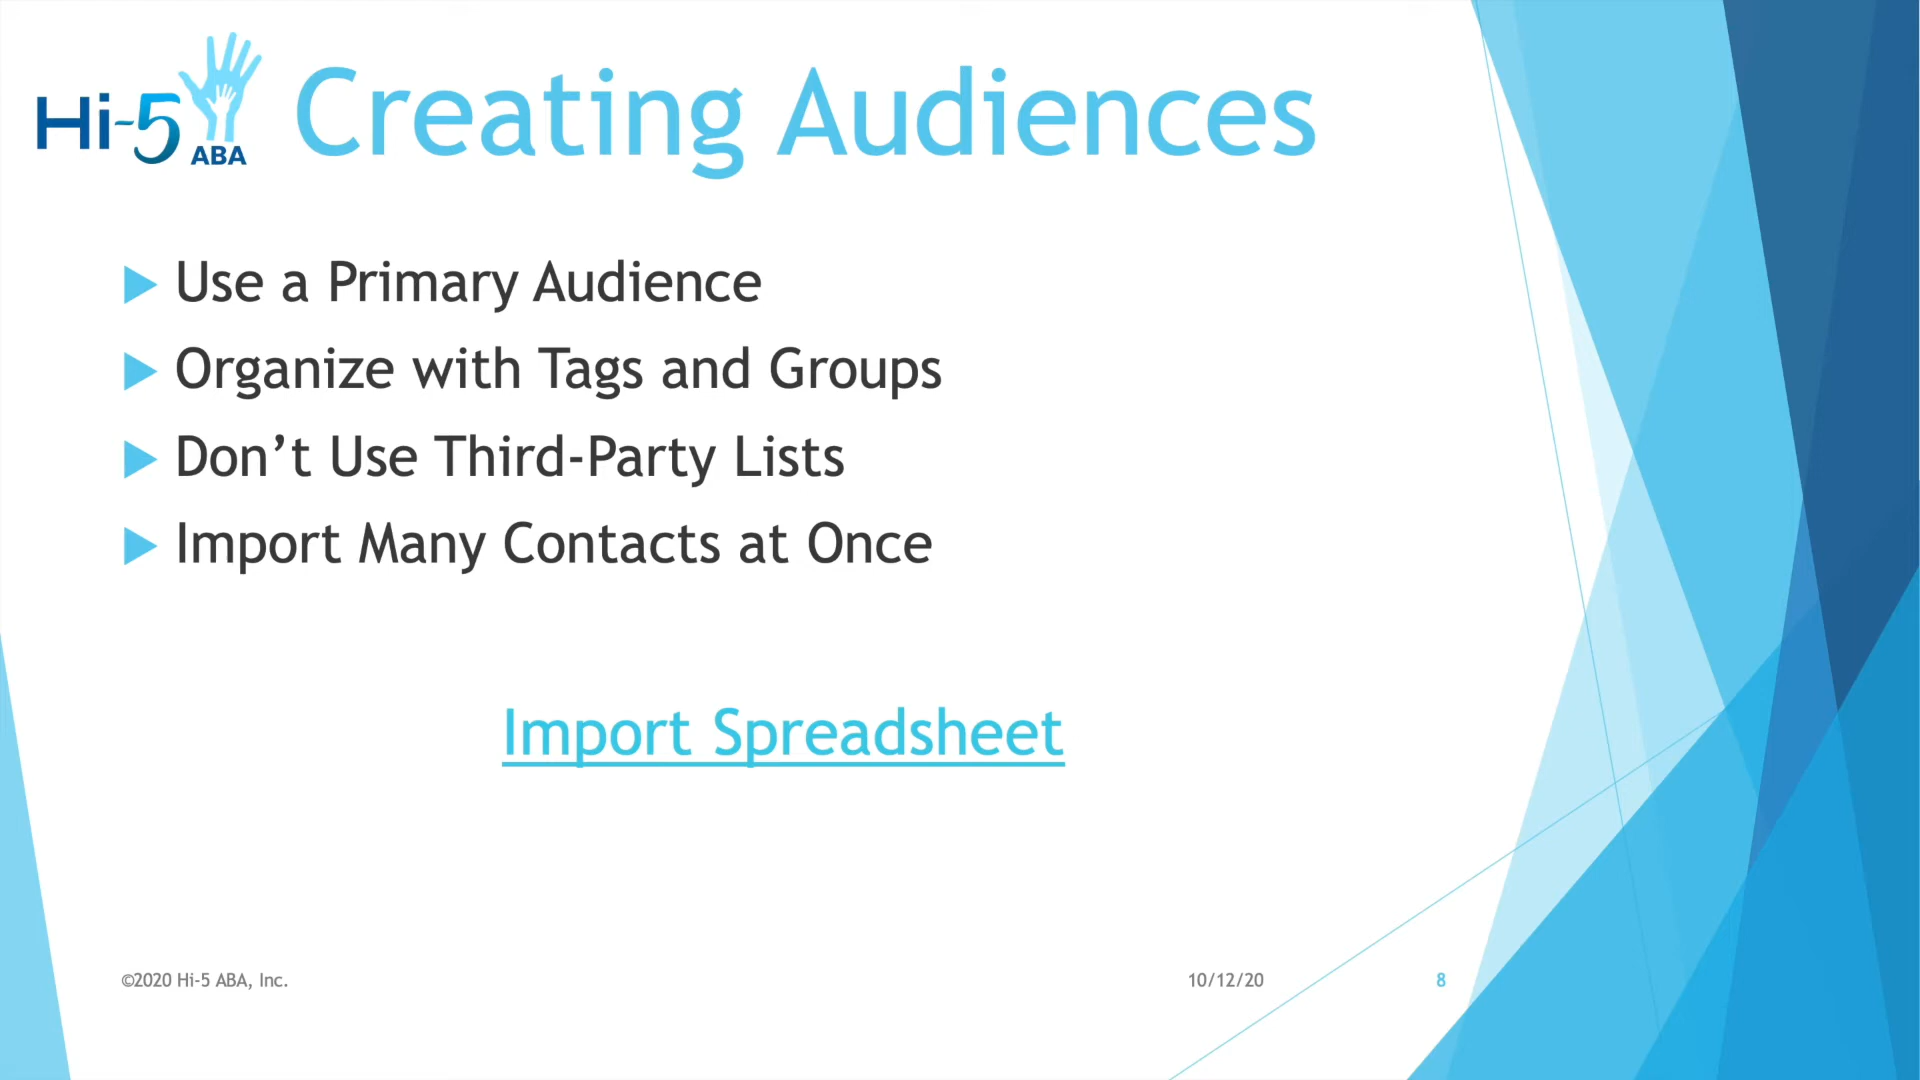 Hi-5 ABA
Creating Audiences
Use a Primary Audience
Organize with Tags and Groups
Don’t Use Third-Party Lists
Import Many Contacts at Once
Import Spreadsheet
©2020 Hi-5 ABA, Inc.
10/12/20
8